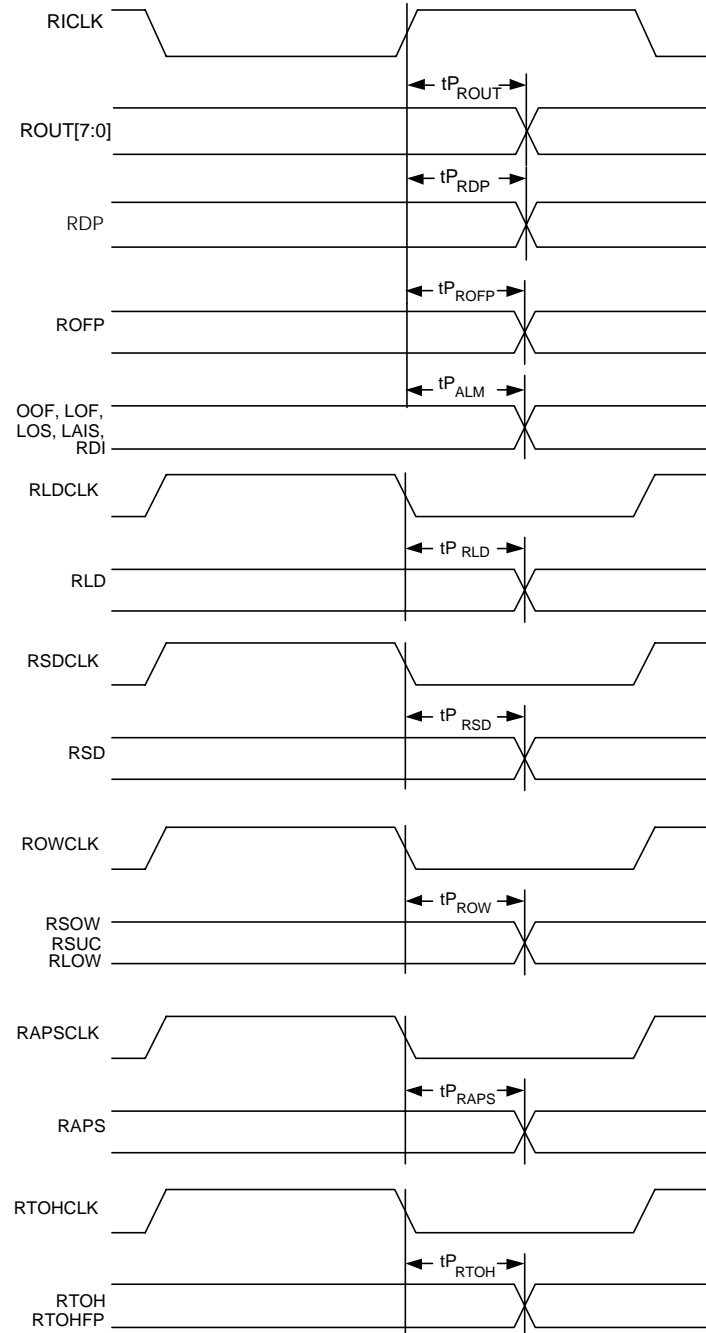 RICLK
tPROUT
ROUT[7:0]
tPRDP
RDP
tPROFP
ROFP
tPALM
OOF, LOF,
LOS, LAIS,
RDI
RLDCLK
tP RLD
RLD
RSDCLK
tP RSD
RSD
ROWCLK
tPROW
RSOW
RSUC
RLOW
RAPSCLK
tPRAPS
RAPS
RTOHCLK
tPRTOH
RTOH
RTOHFP